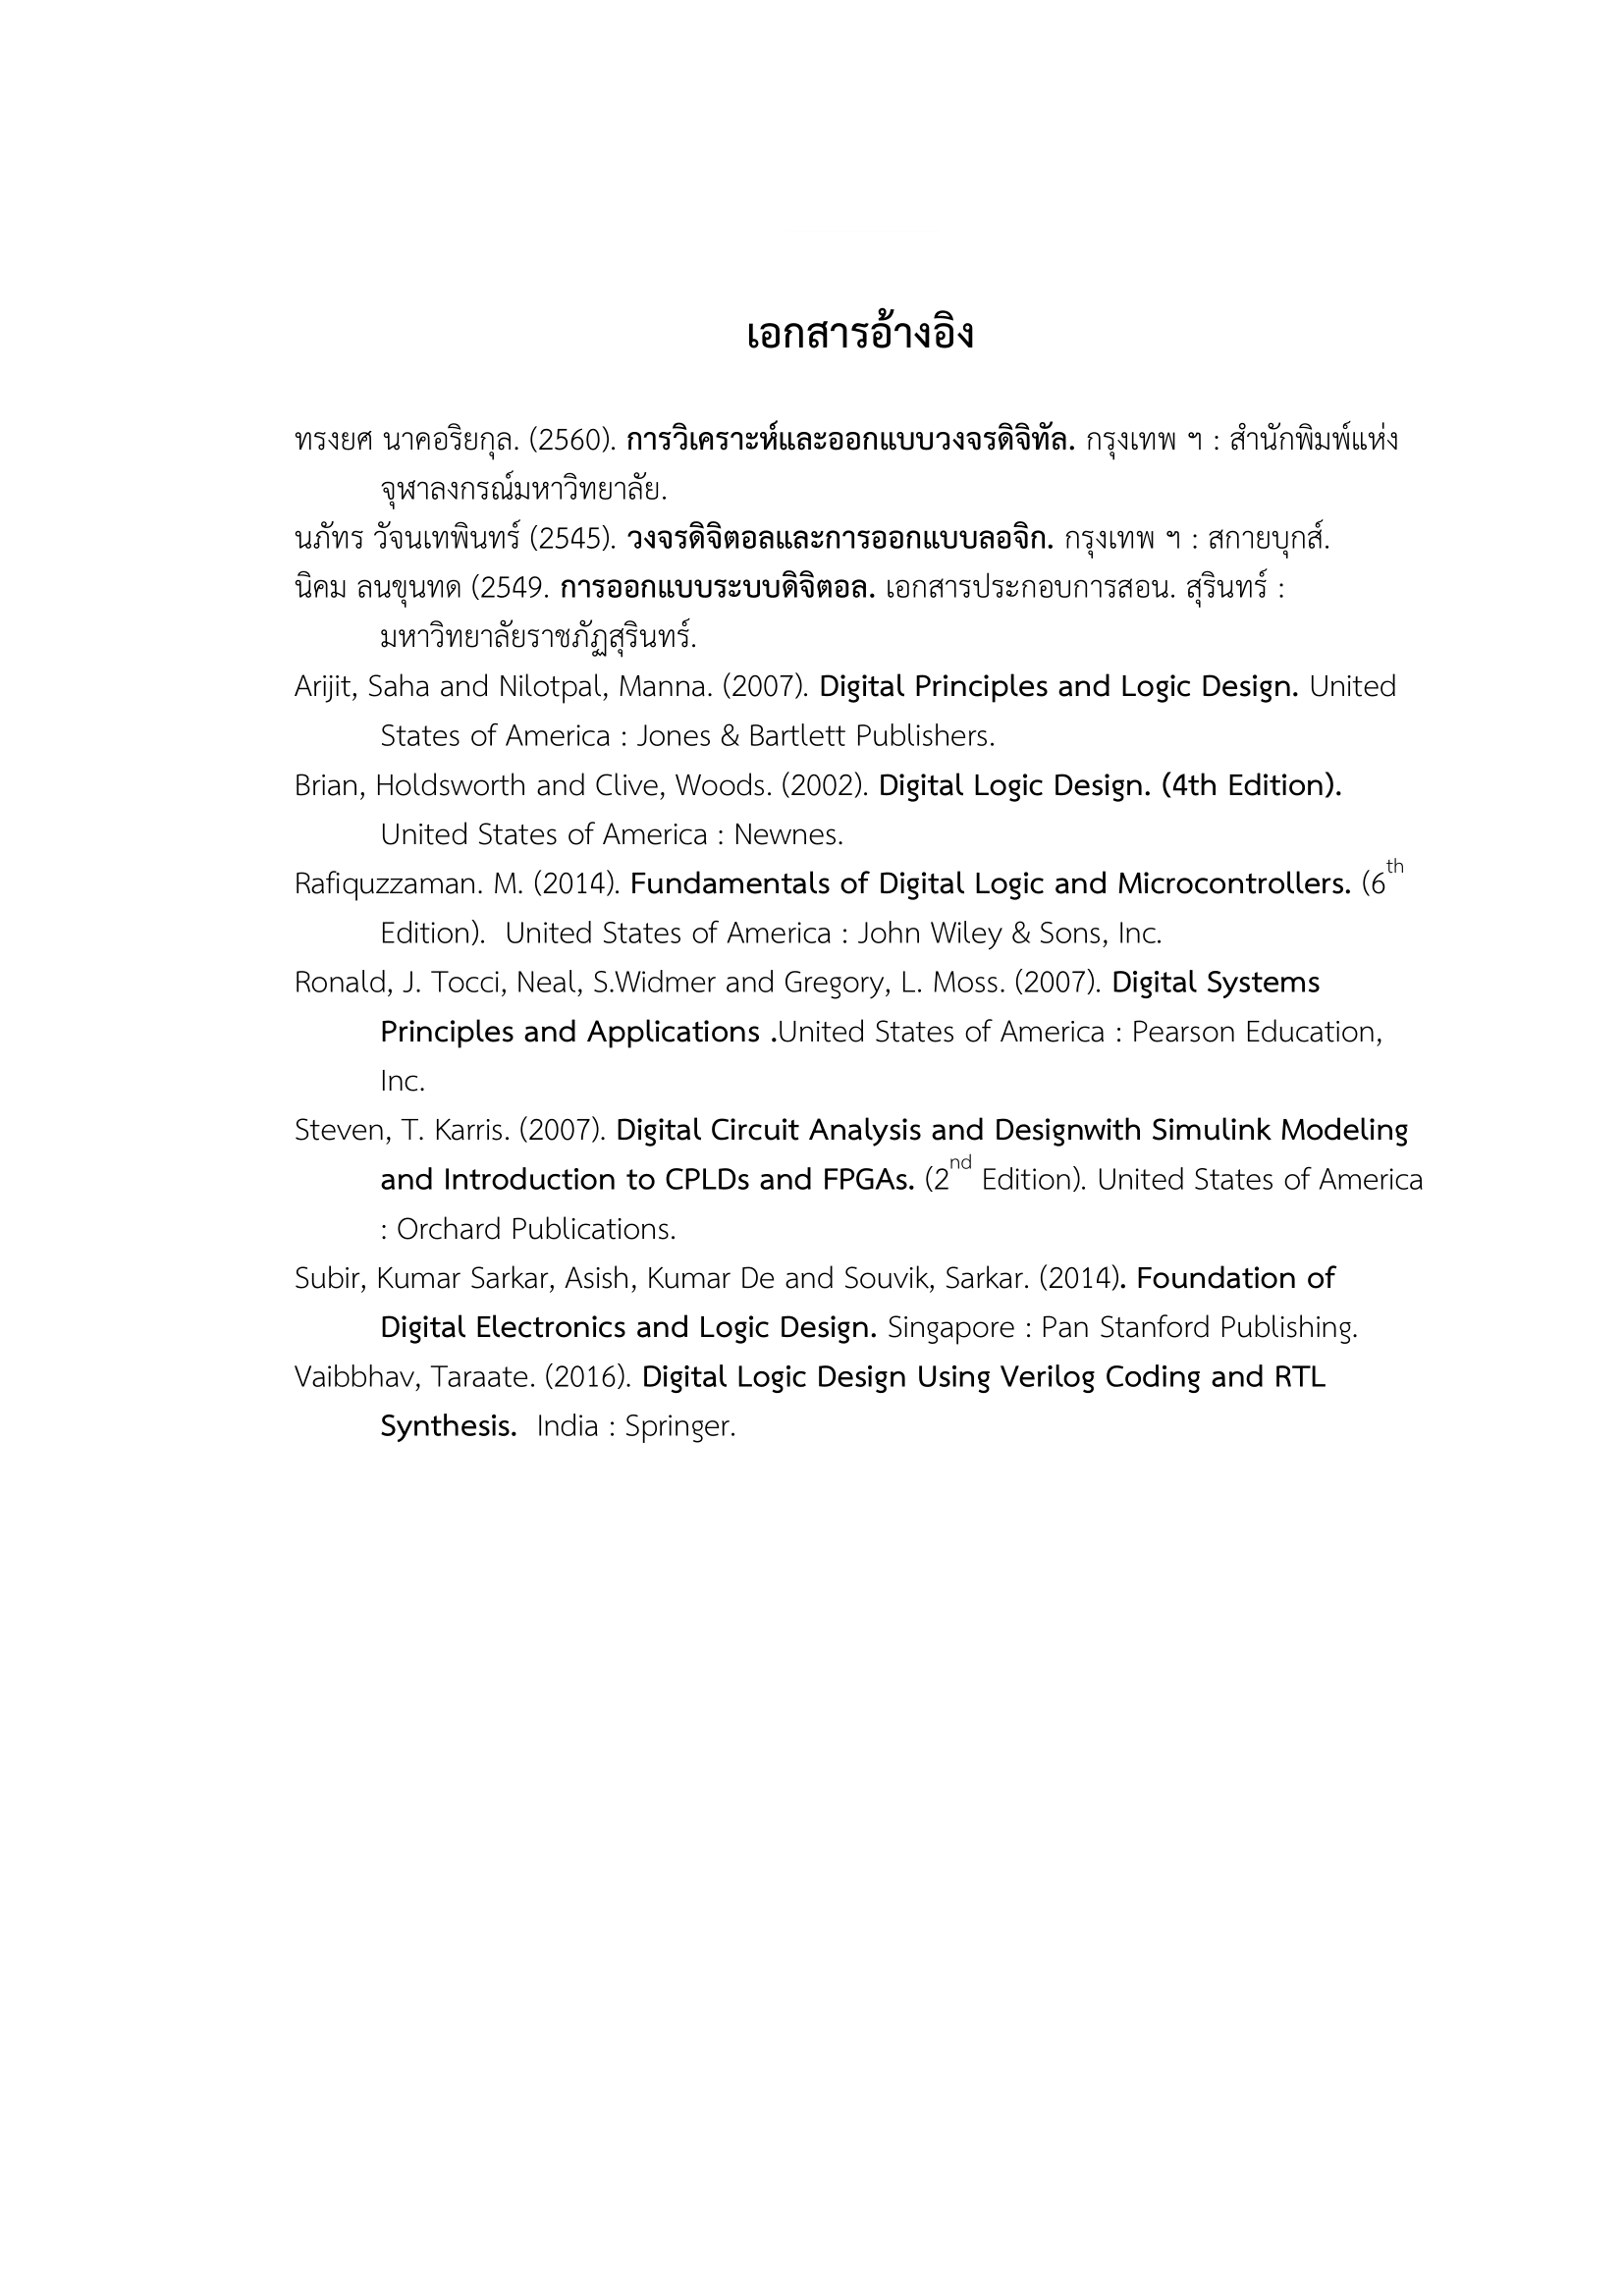 เอกสารอ้างอิง
ทรงยศ นาคอริยกุล. (2560). การวิเคราะห์และออกแบบวงจรดิจิทัล. กรุงเทพ ฯ : สำนักพิมพ์แห่ง
จุฬาลงกรณ์มหาวิทยาลัย.
นภัทร วัจนเทพินทร์ (2545). วงจรดิจิตอลและการออกแบบลอจิก. กรุงเทพ ฯ : สกายบุกส์.
นิคม ลนขุนทด (2549. การออกแบบระบบดิจิตอล. เอกสารประกอบการสอน. สุรินทร์ :
มหาวิทยาลัยราชภัฏสุรินทร์.
Arijit, Saha and Nilotpal, Manna. (2007). Digital Principles and Logic Design. United
States of America : Jones & Bartlett Publishers.
Brian, Holdsworth and Clive, Woods. (2002). Digital Logic Design. (4th Edition).
United States of America : Newnes.
Rafiquzzaman. M. (2014). Fundamentals of Digital Logic and Microcontrollers. (6th
Edition).  United States of America : John Wiley & Sons, Inc.
Ronald, J. Tocci, Neal, S.Widmer and Gregory, L. Moss. (2007). Digital Systems
Principles and Applications .United States of America : Pearson Education,
Inc.
Steven, T. Karris. (2007). Digital Circuit Analysis and Designwith Simulink Modeling
and Introduction to CPLDs and FPGAs. (2nd Edition). United States of America
: Orchard Publications.
Subir, Kumar Sarkar, Asish, Kumar De and Souvik, Sarkar. (2014). Foundation of
Digital Electronics and Logic Design. Singapore : Pan Stanford Publishing.
Vaibbhav, Taraate. (2016). Digital Logic Design Using Verilog Coding and RTL
Synthesis.  India : Springer.